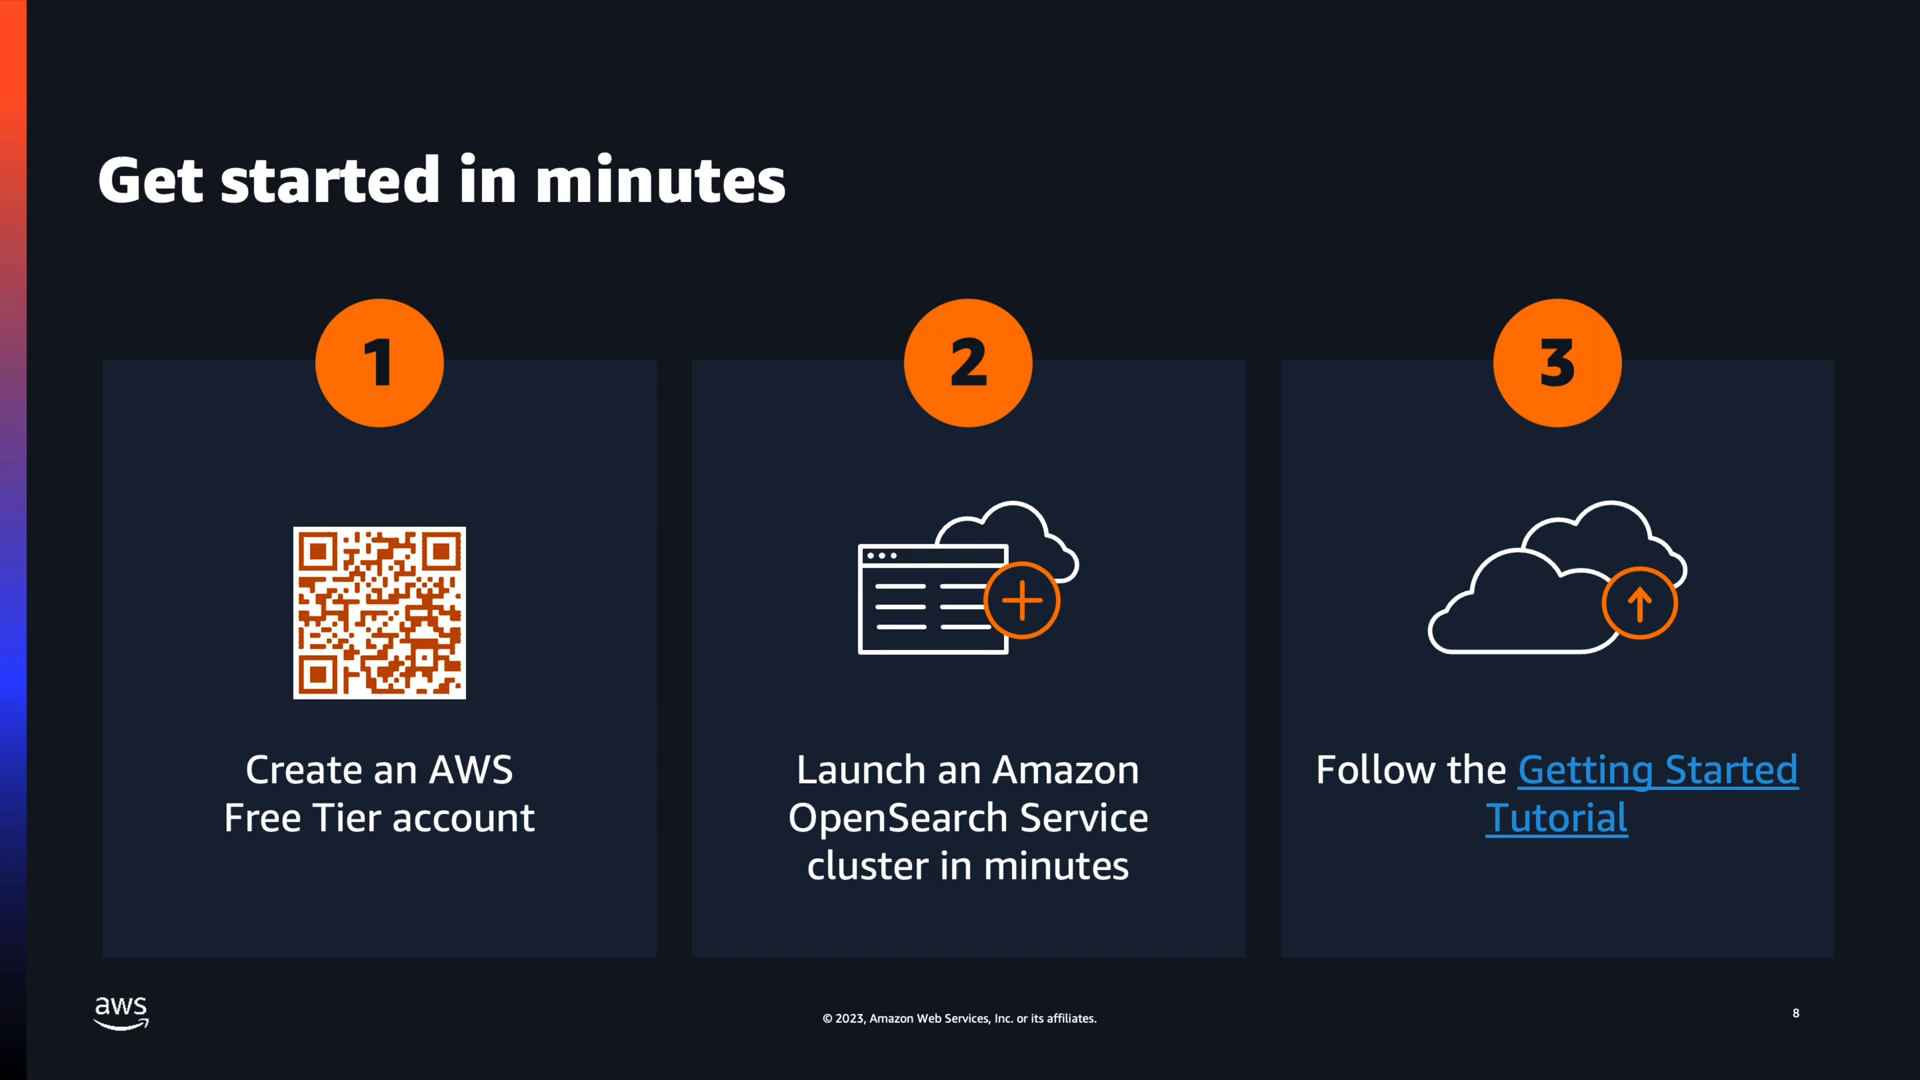 Get started in minutes
1
2
3
Create an AWS
Free Tier account
Launch an Amazon
OpenSearch Service
cluster in minutes
Follow the Getting Started
Tutorial
aws
© 2023, Amazon Web Services, Inc. or its affiliates.
8